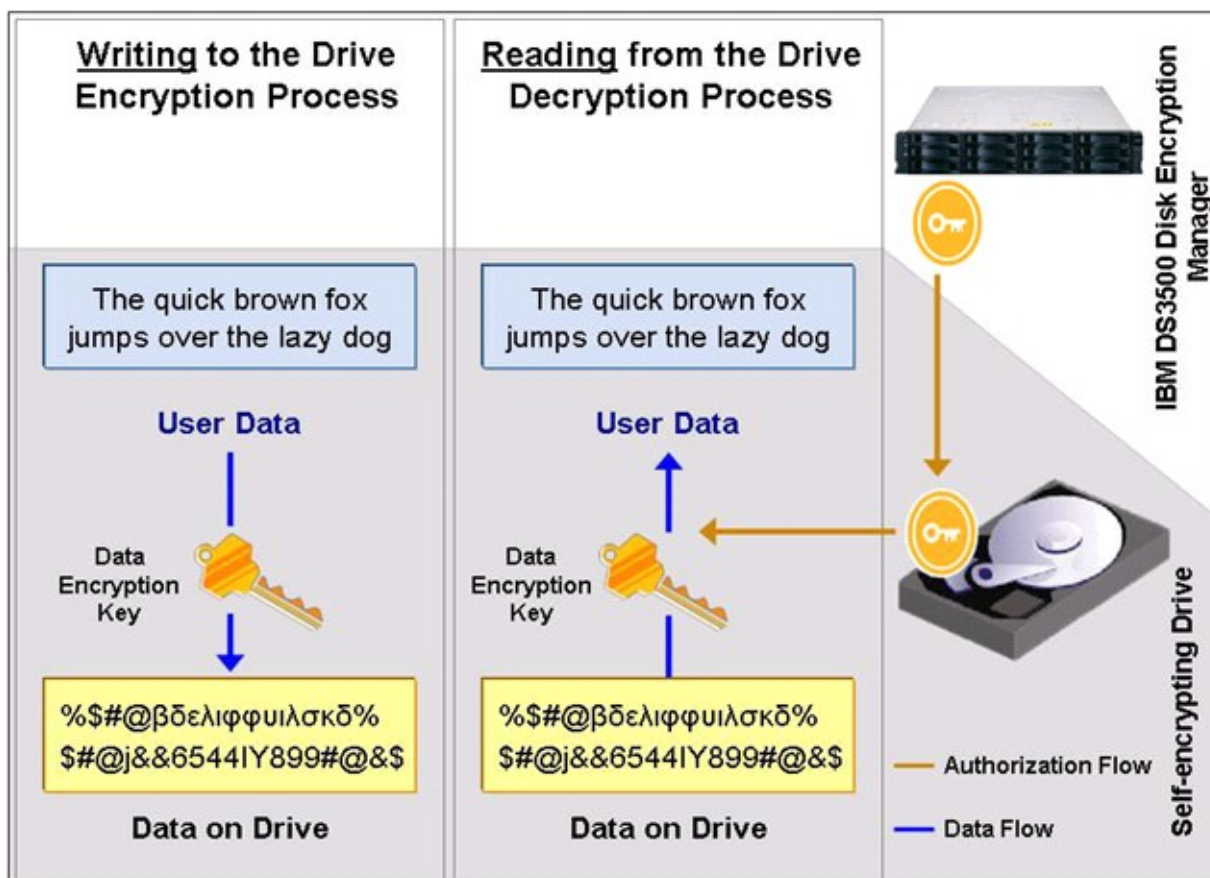 Writing to the Drive
Encryption Process
Reading from the Drive
Decryption Process
IBM DS3500 Disk Encryption
Manager
The quick brown fox
jumps over the lazy dog
The quick brown fox
jumps over the lazy dog
User Data
User Data
Data
Encryption
Key
Data
Encryption
Key
%$#@βδελιφφυιλσκδ%
$#@j&&6544IY899#@&$
%$#@βδελιφφυιλσκδ%
$#@j&&6544IY899#@&$
Data on Drive
Data on Drive
Authorization Flow
Data Flow
Self-encrypting Drive